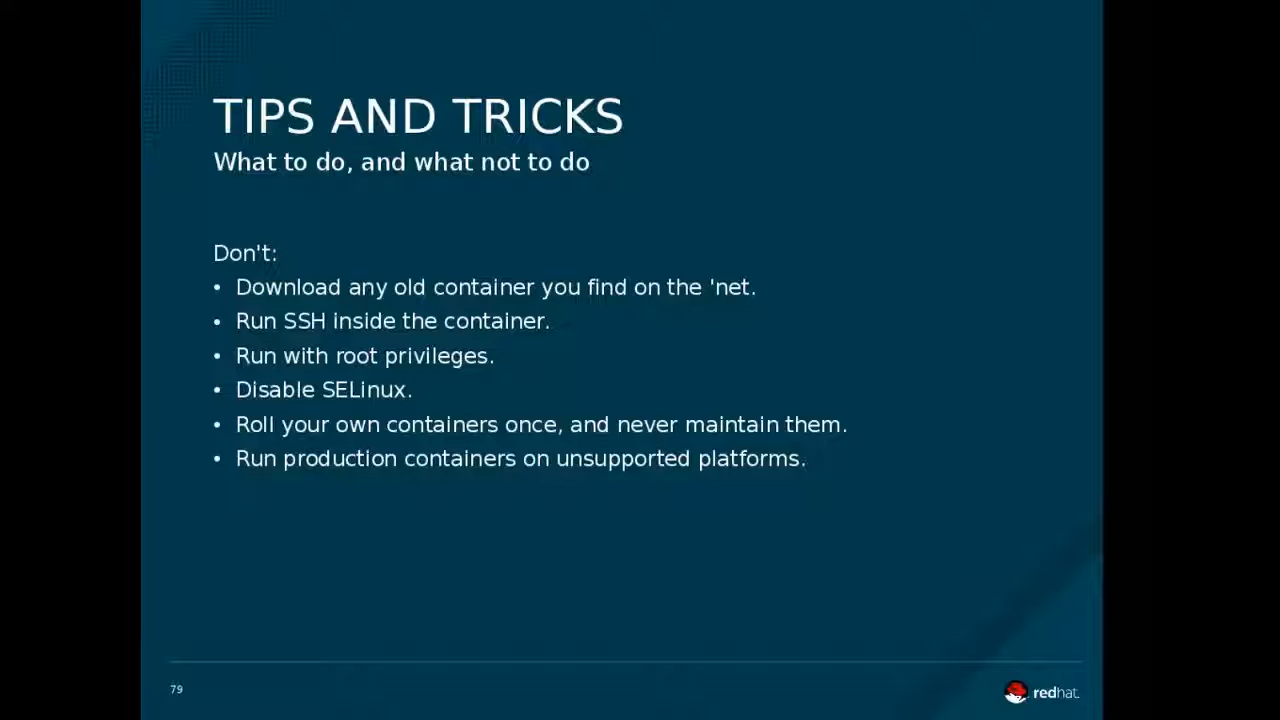 TIPS AND TRICKS
What to do, and what not to do
Don't:
• Download any old container you find on the 'net.
• Run SSH inside the container.
• Run with root privileges.
• Disable SELinux.
• Roll your own containers once, and never maintain them.
• Run production containers on unsupported platforms.
79
redhat.